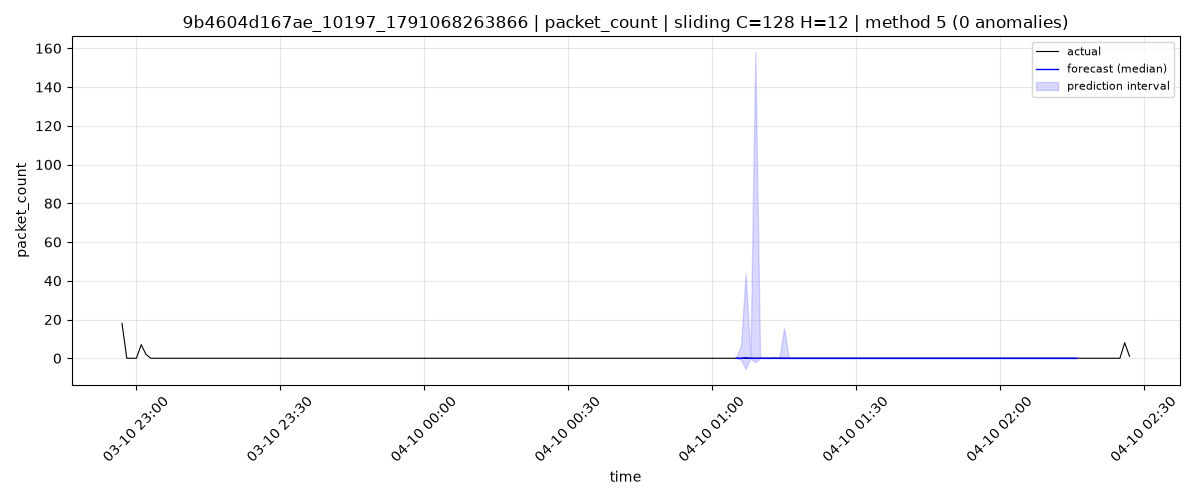 9b4604d167ae_10197_1791068263866 | packet_count | sliding C=128 H=12 | method 5 (0 anomalies)
actual
forecast (median)
prediction interval
packet_count
160
140
120
100
80
60
40
20
0
03-10 23:00
03-10 23:30
04-10 00:00
04-10 00:30
04-10 01:00
04-10 01:30
04-10 02:00
04-10 02:30
time